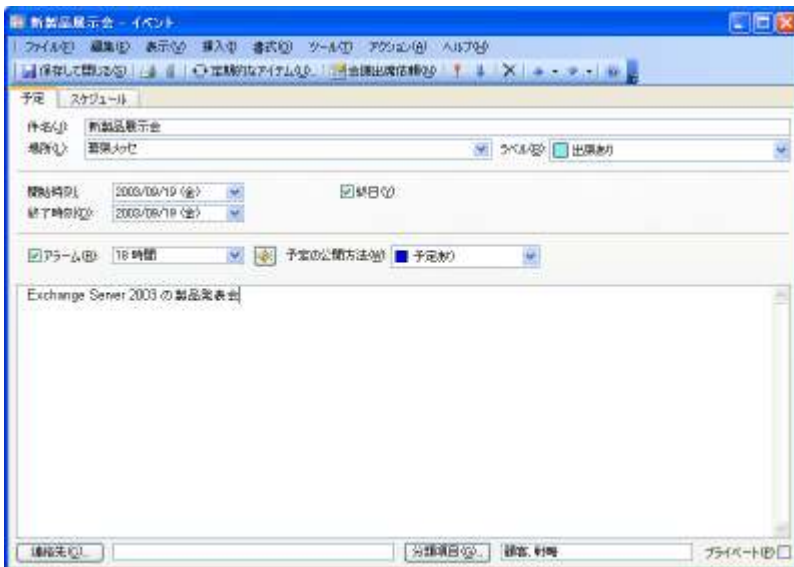 新製品展示会 - イベント
ファイル(F) 編集(E) 表示(V) 挿入(I) 書式(O) ツール(T) アクション(A) ヘルプ(H)
保存して閉じる(S) 定期的なアイテム(U)... 会議出席依頼(V)
予定 スケジュール
件名(J): 新製品展示会
場所(L): 幕張メッセ ラベル(B): 出張あり
開始時刻: 2003/09/19 (金) 終日(Y)
終了時刻(D): 2003/09/19 (金)
アラーム(R): 18 時間 予定の公開方法(W): 予定あり
Exchange Server 2003 の製品発表会
連絡先(C)... 分類項目(G)... 顧客, 戦略 プライベート(P)